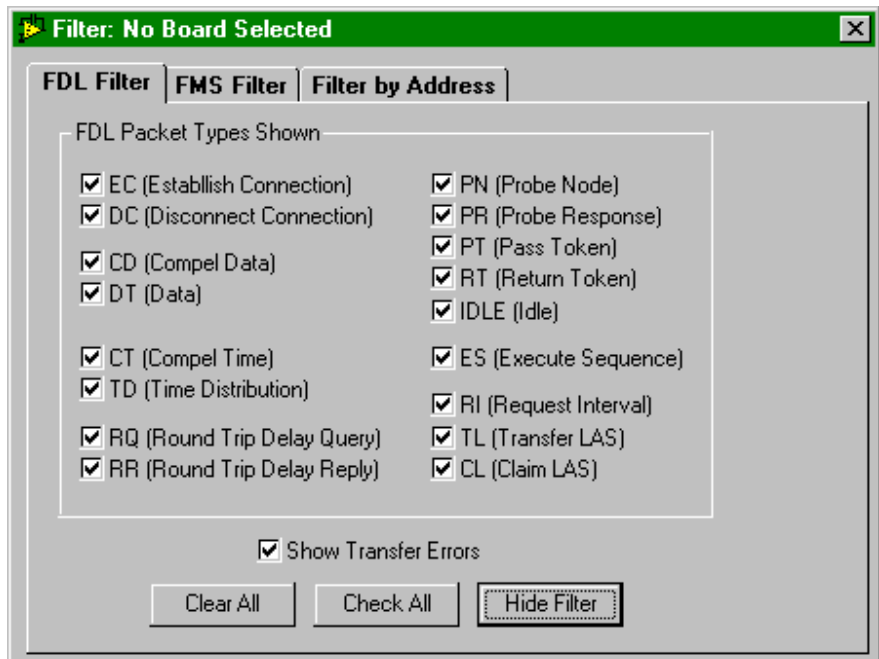 Filter: No Board Selected
FDL Filter
FMS Filter
Filter by Address
FDL Packet Types Shown
EC (Establlish Connection)
DC (Disconnect Connection)
CD (Compel Data)
DT (Data)
CT (Compel Time)
TD (Time Distribution)
RQ (Round Trip Delay Query)
RR (Round Trip Delay Reply)
PN (Probe Node)
PR (Probe Response)
PT (Pass Token)
RT (Return Token)
IDLE (Idle)
ES (Execute Sequence)
RI (Request Interval)
TL (Transfer LAS)
CL (Claim LAS)
Show Transfer Errors
Clear All
Check All
Hide Filter